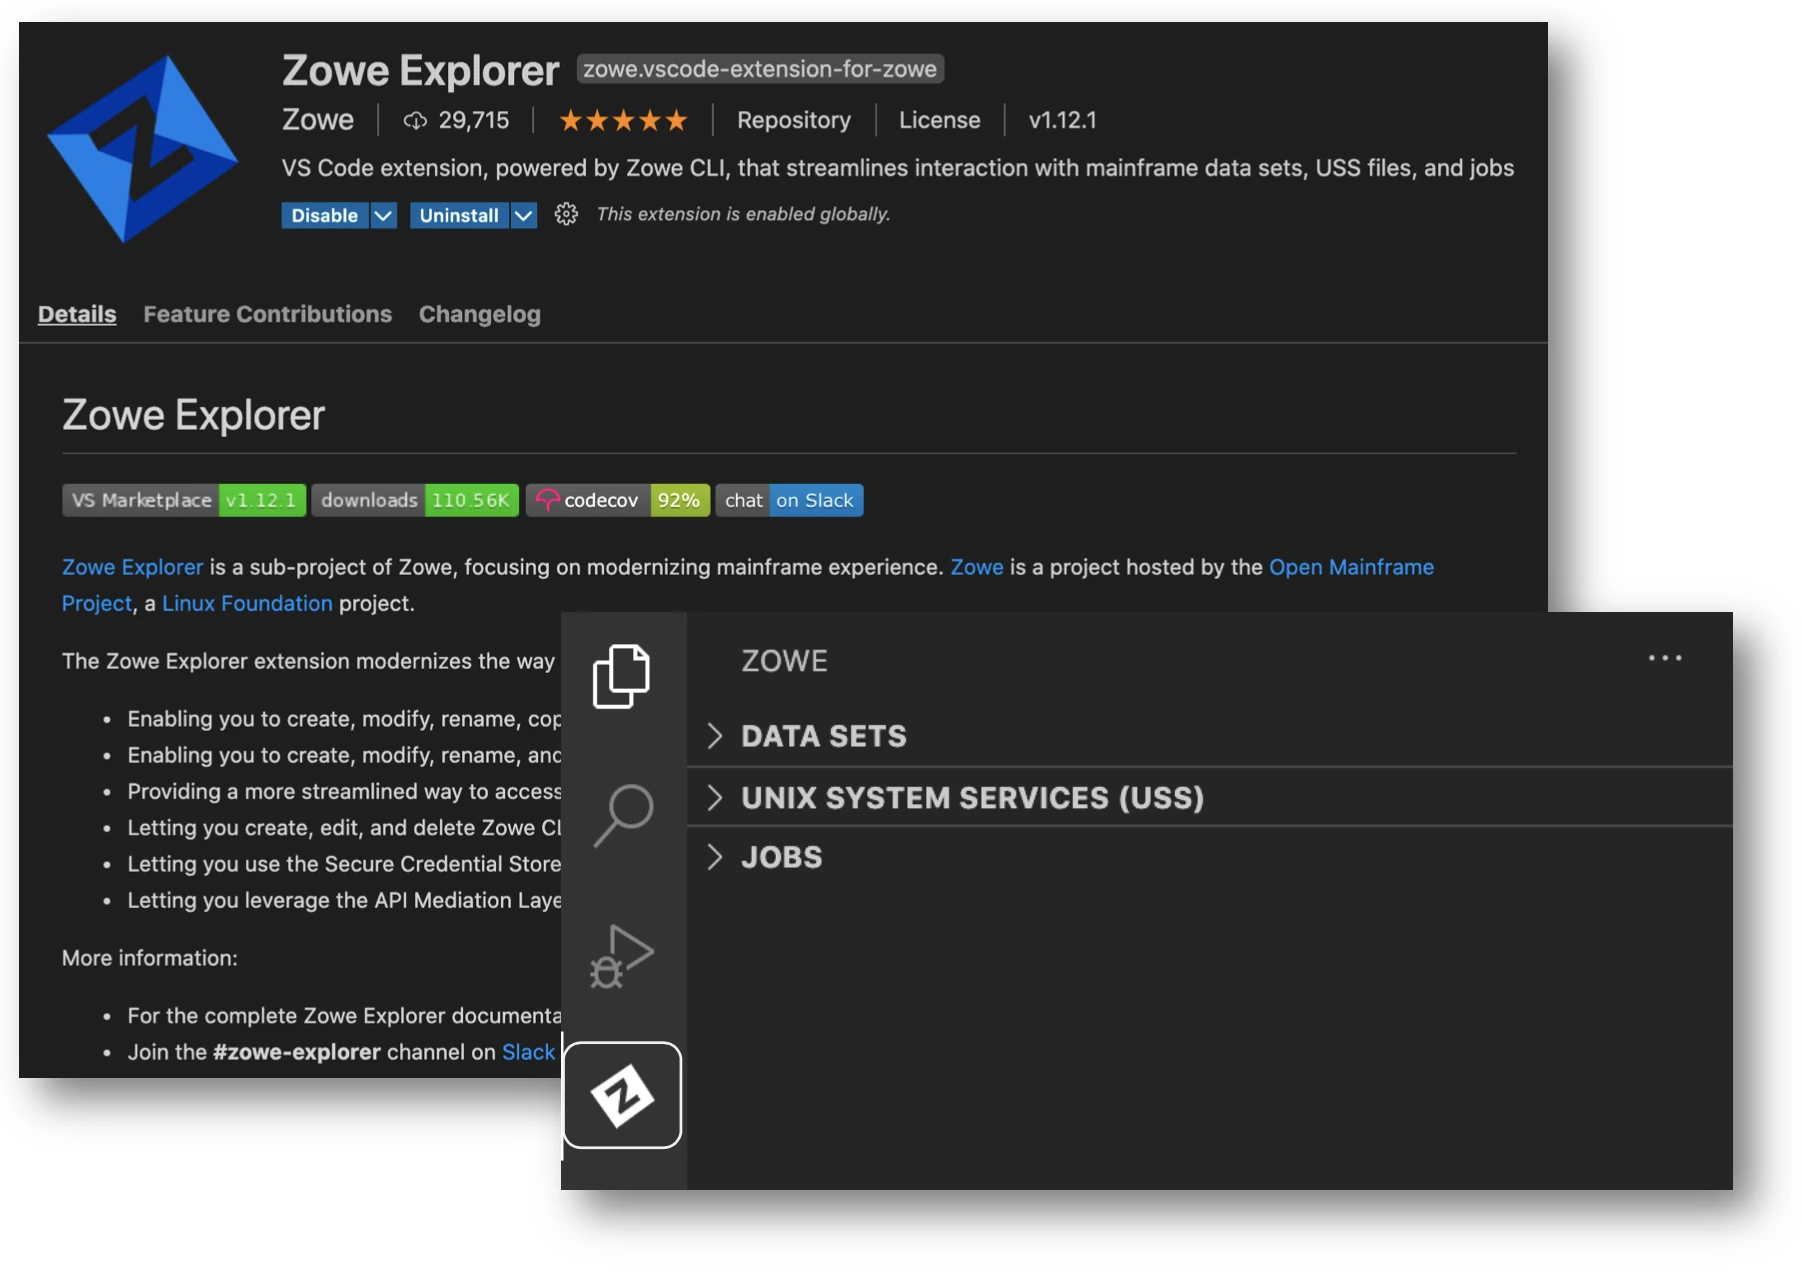 Zowe Explorer zowe.vscode-extension-for-zowe
Zowe 29,715 Repository License v1.12.1
VS Code extension, powered by Zowe CLI, that streamlines interaction with mainframe data sets, USS files, and jobs
Disable Uninstall This extension is enabled globally.
Details Feature Contributions Changelog
Zowe Explorer
VS Marketplace v1.12.1 downloads 110.56K codecov 92% chat on Slack
Zowe Explorer is a sub-project of Zowe, focusing on modernizing mainframe experience. Zowe is a project hosted by the Open Mainframe
Project, a Linux Foundation project.
The Zowe Explorer extension modernizes the way
• Enabling you to create, modify, rename, cop
• Enabling you to create, modify, rename, and
• Providing a more streamlined way to access
• Letting you create, edit, and delete Zowe CL
• Letting you use the Secure Credential Store
• Letting you leverage the API Mediation Laye
More information:
• For the complete Zowe Explorer documenta
• Join the #zowe-explorer channel on Slack
ZOWE
DATA SETS
UNIX SYSTEM SERVICES (USS)
JOBS